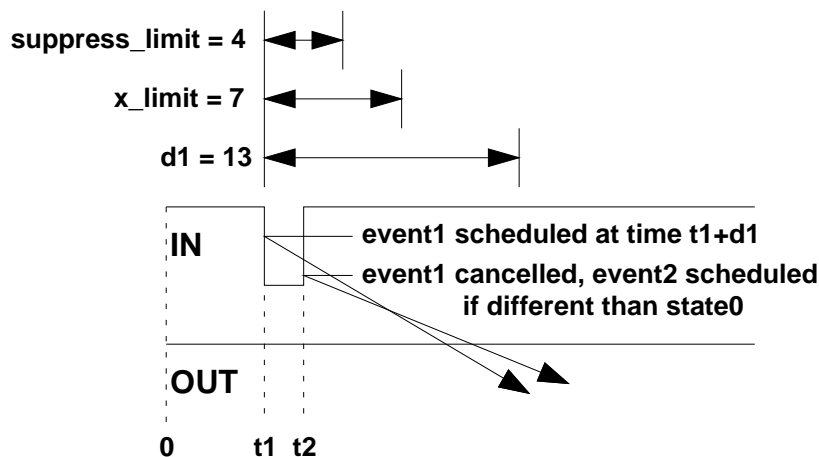 suppress_limit = 4
x_limit = 7
d1 = 13
IN
event1 scheduled at time t1+d1
event1 cancelled, event2 scheduled
if different than state0
OUT
0 t1 t2